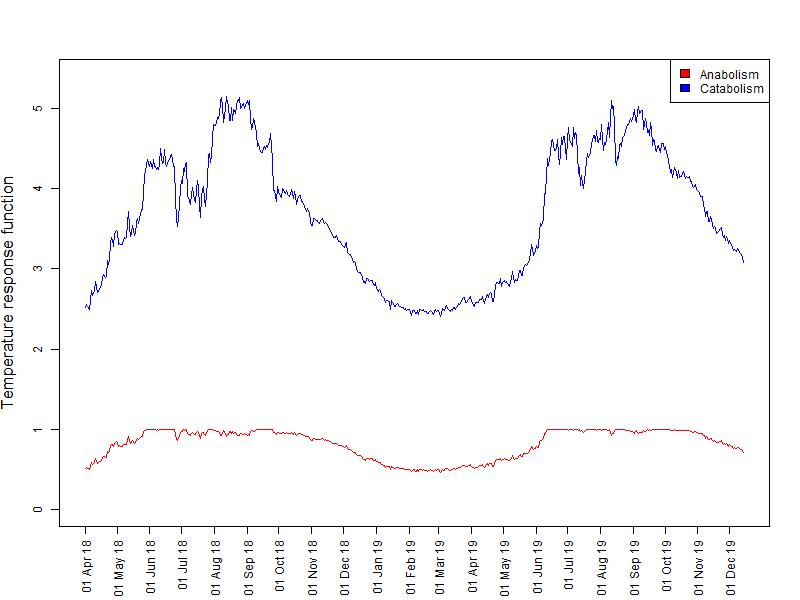 Anabolism
Catabolism
Temperature response function
5
4
3
2
1
0
01 Apr 18
01 May 18
01 Jun 18
01 Jul 18
01 Aug 18
01 Sep 18
01 Oct 18
01 Nov 18
01 Dec 18
01 Jan 19
01 Feb 19
01 Mar 19
01 Apr 19
01 May 19
01 Jun 19
01 Jul 19
01 Aug 19
01 Sep 19
01 Oct 19
01 Nov 19
01 Dec 19